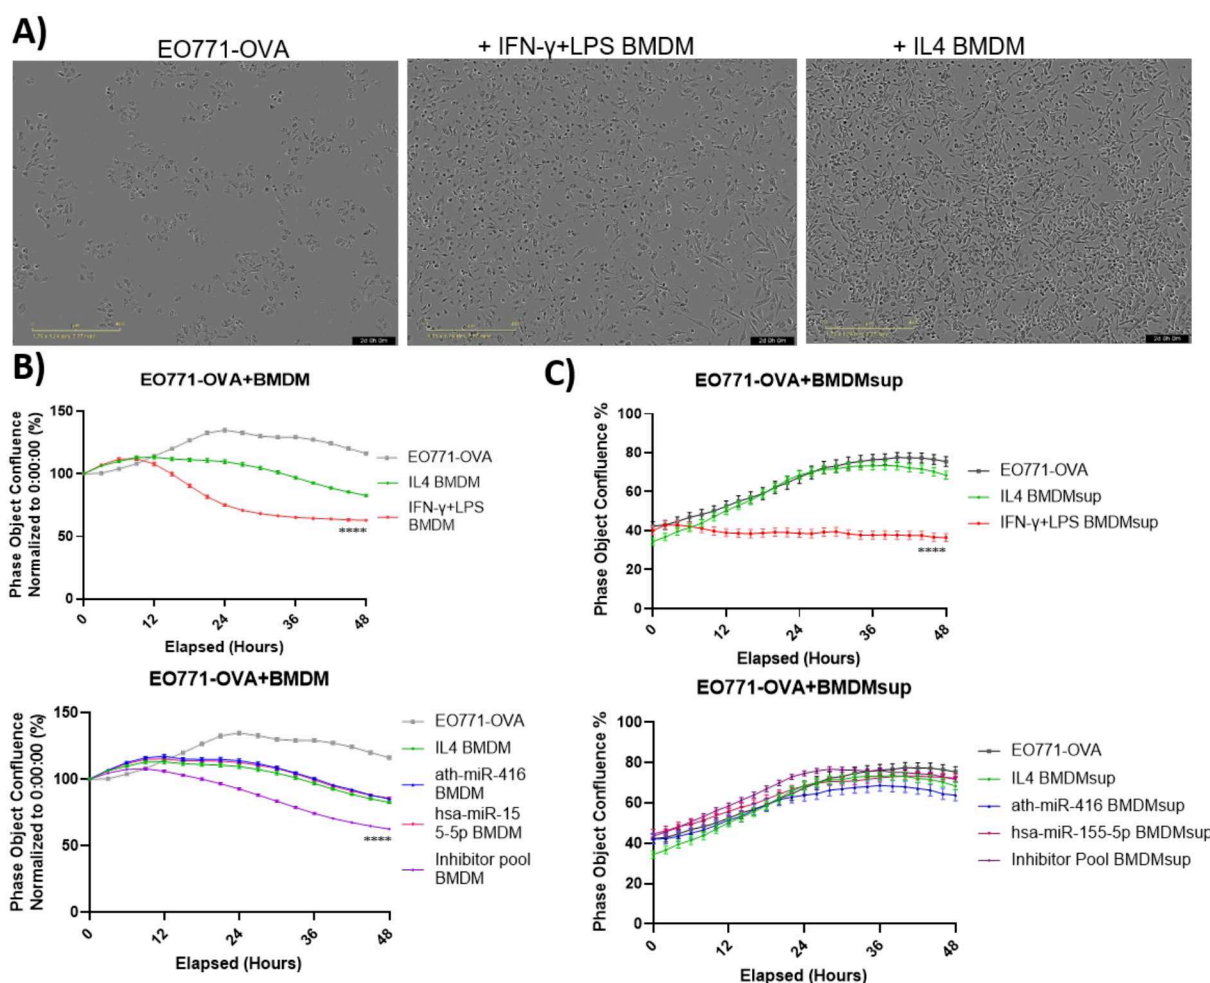 A)
EO771-OVA
+ IFN-γ+LPS BMDM
+ IL4 BMDM
2d 0h 0m
2d 0h 0m
2d 0h 0m
B)
EO771-OVA+BMDM
Phase Object Confluence
Normalized to 0:00:00 (%)
150
100
50
0
0
12
24
36
48
Elapsed (Hours)
EO771-OVA
IL4 BMDM
IFN-γ+LPS
BMDM
****
EO771-OVA+BMDM
Phase Object Confluence
Normalized to 0:00:00 (%)
150
100
50
0
0
12
24
36
48
Elapsed (Hours)
EO771-OVA
IL4 BMDM
ath-miR-416
BMDM
hsa-miR-15
5-5p BMDM
Inhibitor pool
BMDM
****
C)
EO771-OVA+BMDMsup
Phase Object Confluence %
100
80
60
40
20
0
0
12
24
36
48
Elapsed (Hours)
EO771-OVA
IL4 BMDMsup
IFN-γ+LPS BMDMsup
****
EO771-OVA+BMDMsup
Phase Object Confluence %
100
80
60
40
20
0
0
12
24
36
48
Elapsed (Hours)
EO771-OVA
IL4 BMDMsup
ath-miR-416 BMDMsup
hsa-miR-155-5p BMDMsup
Inhibitor Pool BMDMsup